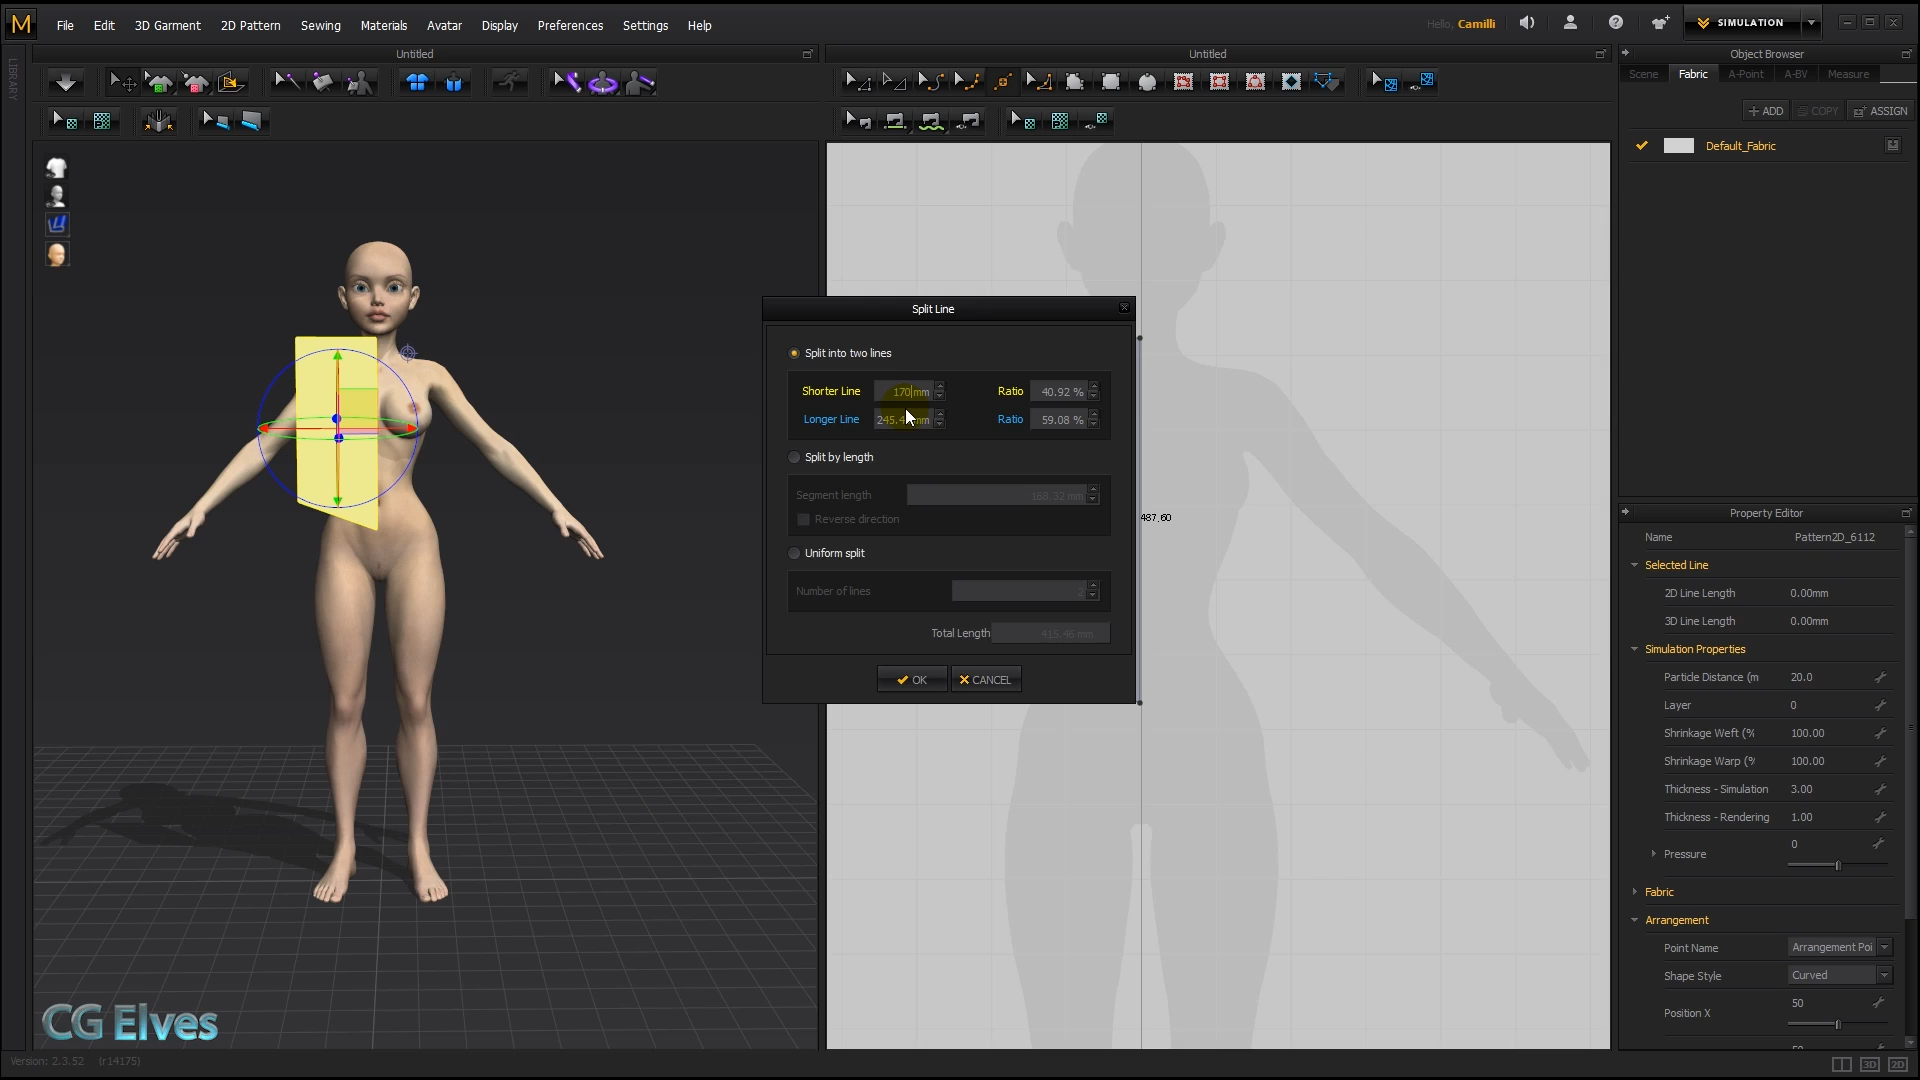 M File Edit 3D Garment 2D Pattern Sewing Materials Avatar Display Preferences Settings Help
Hello, Camilli
SIMULATION
LIBRARY
Untitled
Untitled
Object Browser
Scene Fabric A-Point A-BV Measure
ADD COPY ASSIGN
Default_Fabric
Split Line
Split into two lines
Shorter Line 170mm Ratio 40.92 %
Longer Line Ratio 59.08 %
Split by length
Segment length 188.32 mm
Reverse direction
Uniform split
Number of lines 2
Total Length 415.46 mm
OK CANCEL
487,60
Property Editor
Name Pattern2D_6112
Selected Line
2D Line Length 0.00mm
3D Line Length 0.00mm
Simulation Properties
Particle Distance (m 20.0
Layer 0
Shrinkage Weft (% 100.00
Shrinkage Warp (% 100.00
Thickness - Simulation 3.00
Thickness - Rendering 1.00
Pressure 0
Fabric
Arrangement
Point Name Arrangement Poi
Shape Style Curved
Position X 50
CG Elves
Version: 2.3.52 (r14175)
3D 2D